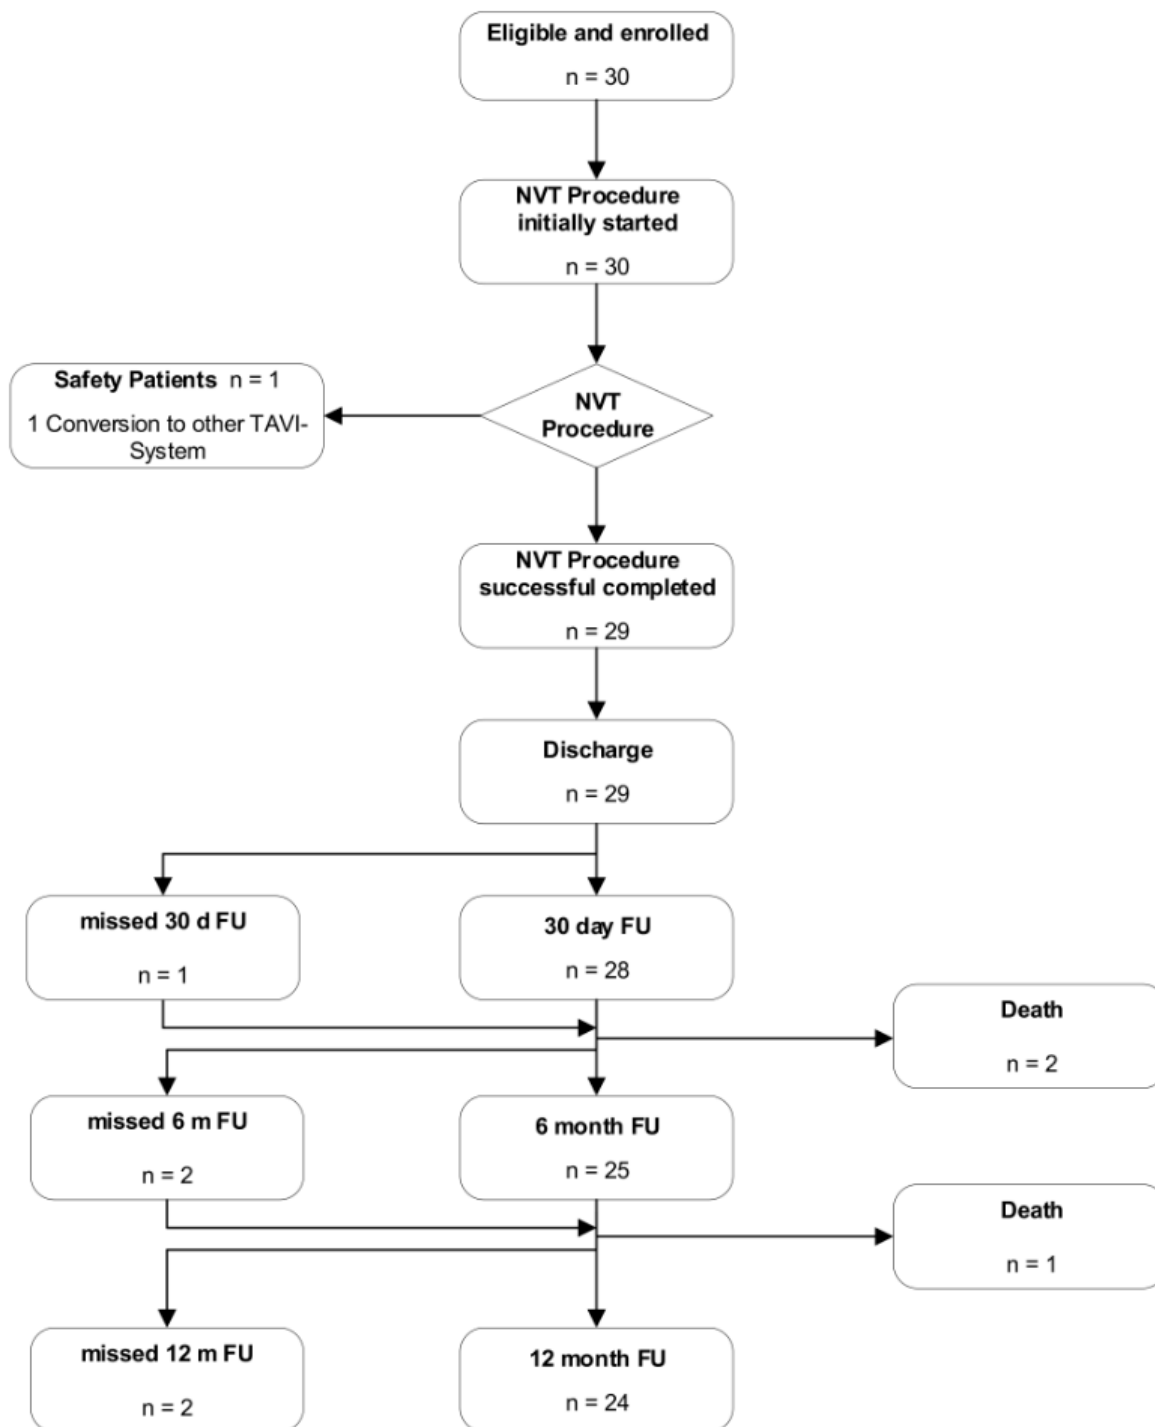 Eligible and enrolled
n = 30
NVT Procedure
initially started
n = 30
Safety Patients n = 1
1 Conversion to other TAVI-
System
NVT
Procedure
NVT Procedure
successful completed
n = 29
Discharge
n = 29
missed 30 d FU
n = 1
30 day FU
n = 28
Death
n = 2
missed 6 m FU
n = 2
6 month FU
n = 25
Death
n = 1
missed 12 m FU
n = 2
12 month FU
n = 24